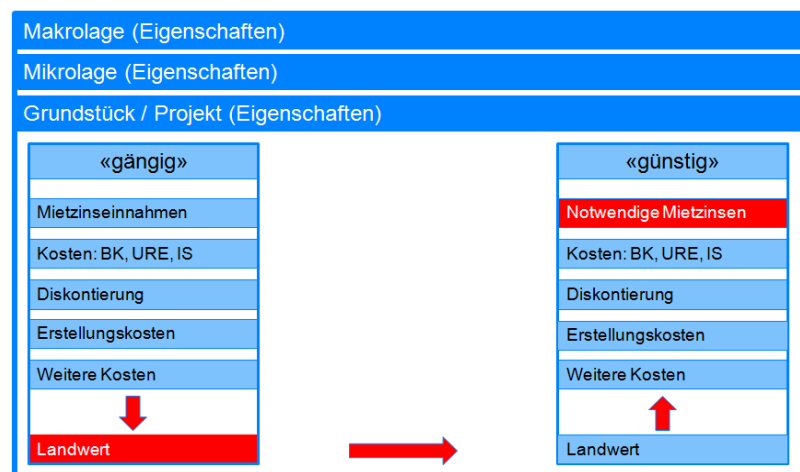 Makrolage (Eigenschaften)
Mikrolage (Eigenschaften)
Grundstück / Projekt (Eigenschaften)
«gängig»
Mietzinseinnahmen
Kosten: BK, URE, IS
Diskontierung
Erstellungskosten
Weitere Kosten
Landwert
«günstig»
Notwendige Mietzinsen
Kosten: BK, URE, IS
Diskontierung
Erstellungskosten
Weitere Kosten
Landwert